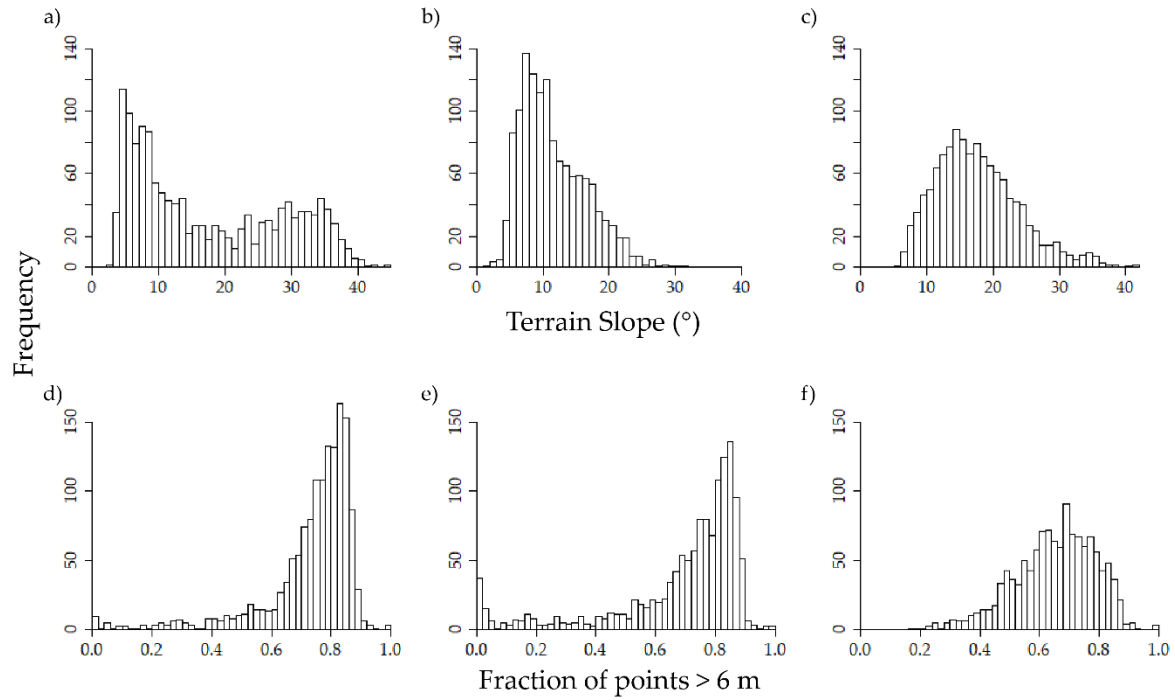 a)
b)
c)
0 20 60 100 140
0 20 60 100 140
0 20 60 100 140
0 10 20 30 40
0 10 20 30 40
0 10 20 30 40
Frequency
Terrain Slope (°)
d)
e)
f)
0 50 100 150
0 50 100 150
0 50 100 150
0.0 0.2 0.4 0.6 0.8 1.0
0.0 0.2 0.4 0.6 0.8 1.0
0.0 0.2 0.4 0.6 0.8 1.0
Fraction of points > 6 m